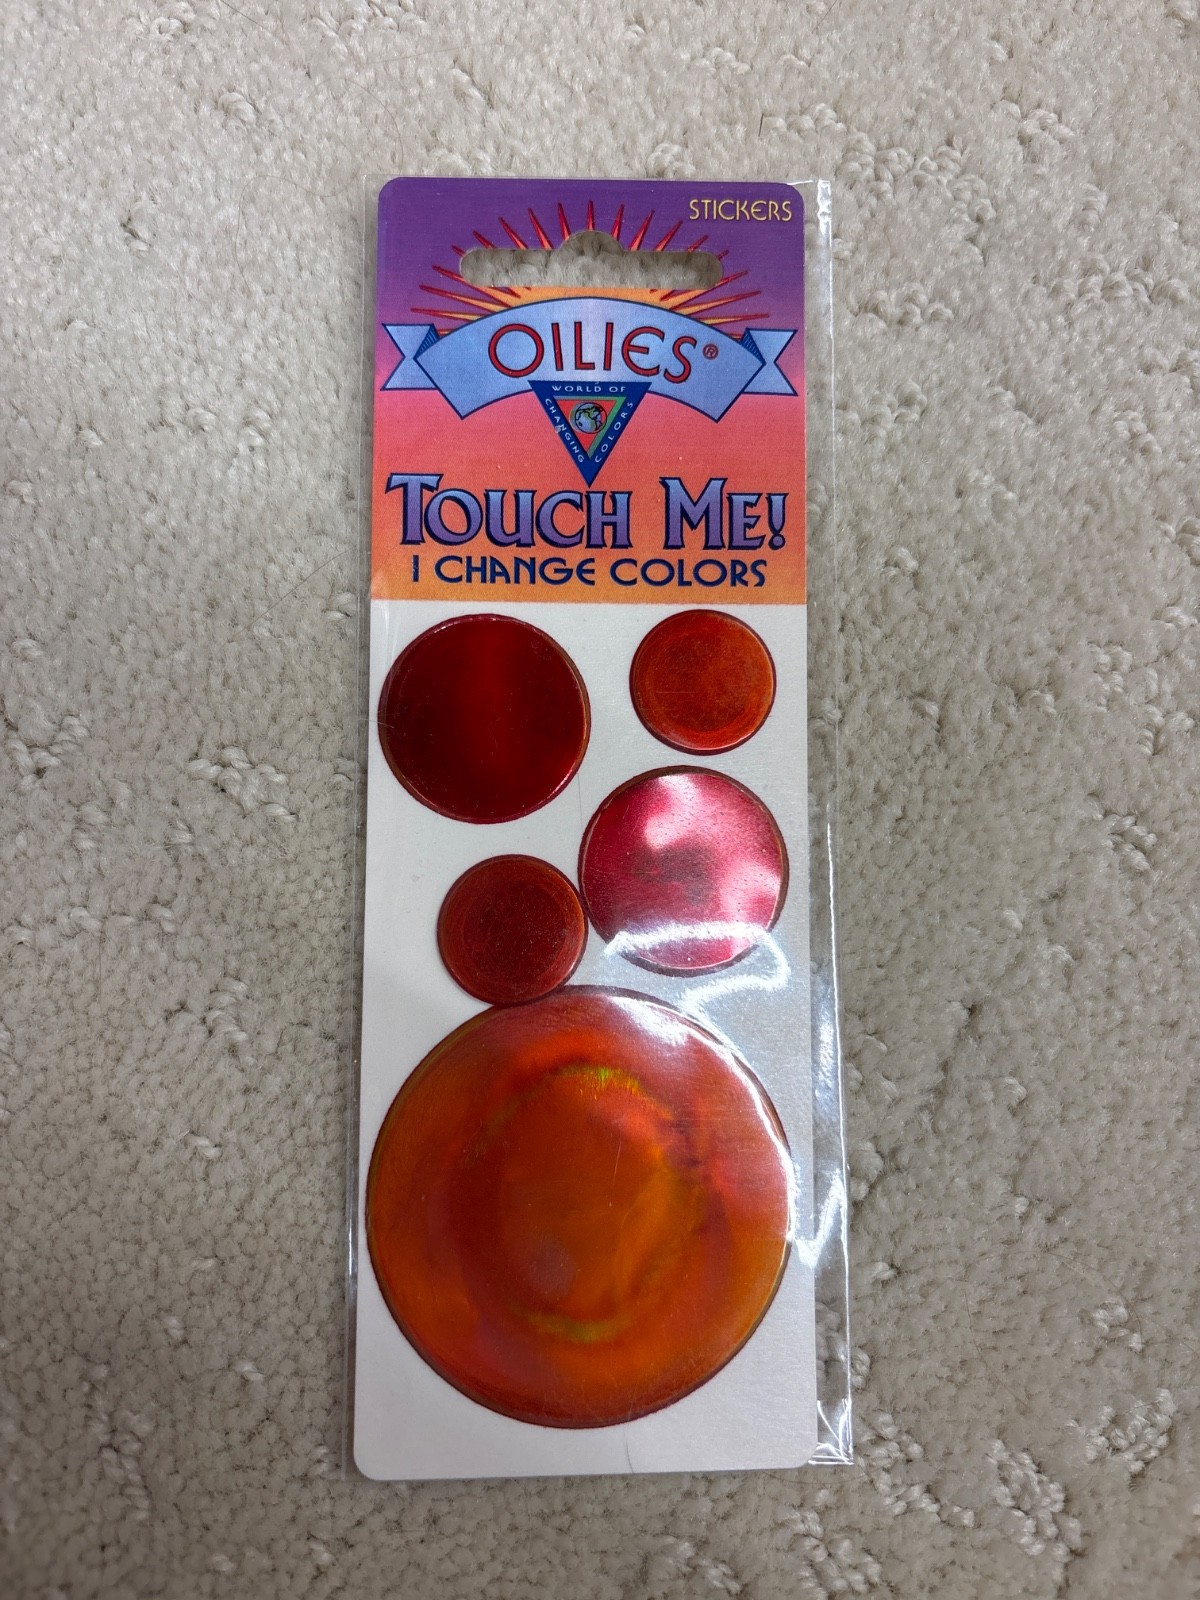 STICKERS
OILIES®
WORLD OF
CHANGING
COLORS
TOUCH ME!
I CHANGE COLORS